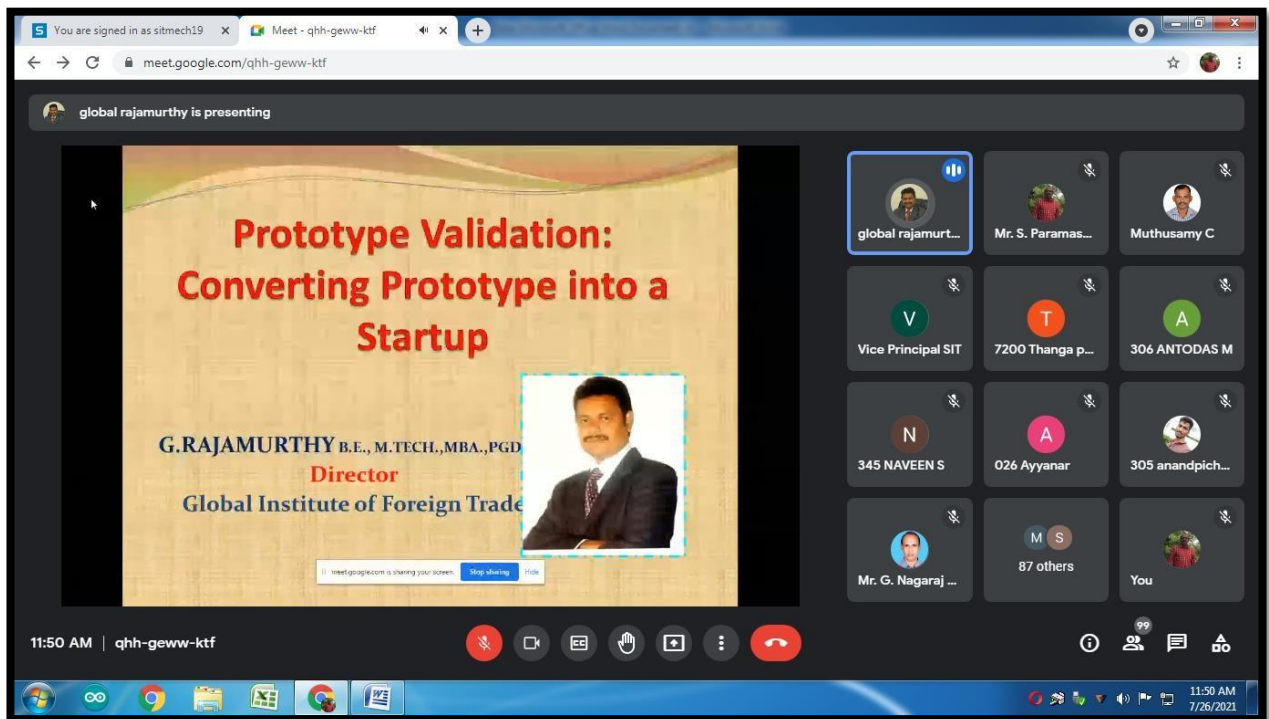 You are signed in as sitmech19
Meet - qhh-geww-ktf
meet.google.com/qhh-geww-ktf
global rajamurthy is presenting
Prototype Validation:
Converting Prototype into a
Startup
G.RAJAMURTHY B.E., M.TECH.,MBA.,PGD
Director
Global Institute of Foreign Trade
meet.google.com is sharing your screen.
Stop sharing
Hide
global rajamurt...
Mr. S. Paramas...
Muthusamy C
V
Vice Principal SIT
T
7200 Thanga p...
A
306 ANTODAS M
N
345 NAVEEN S
A
026 Ayyanar
305 anandpich...
Mr. G. Nagaraj ...
M S
87 others
You
11:50 AM | qhh-geww-ktf
99
11:50 AM
7/26/2021